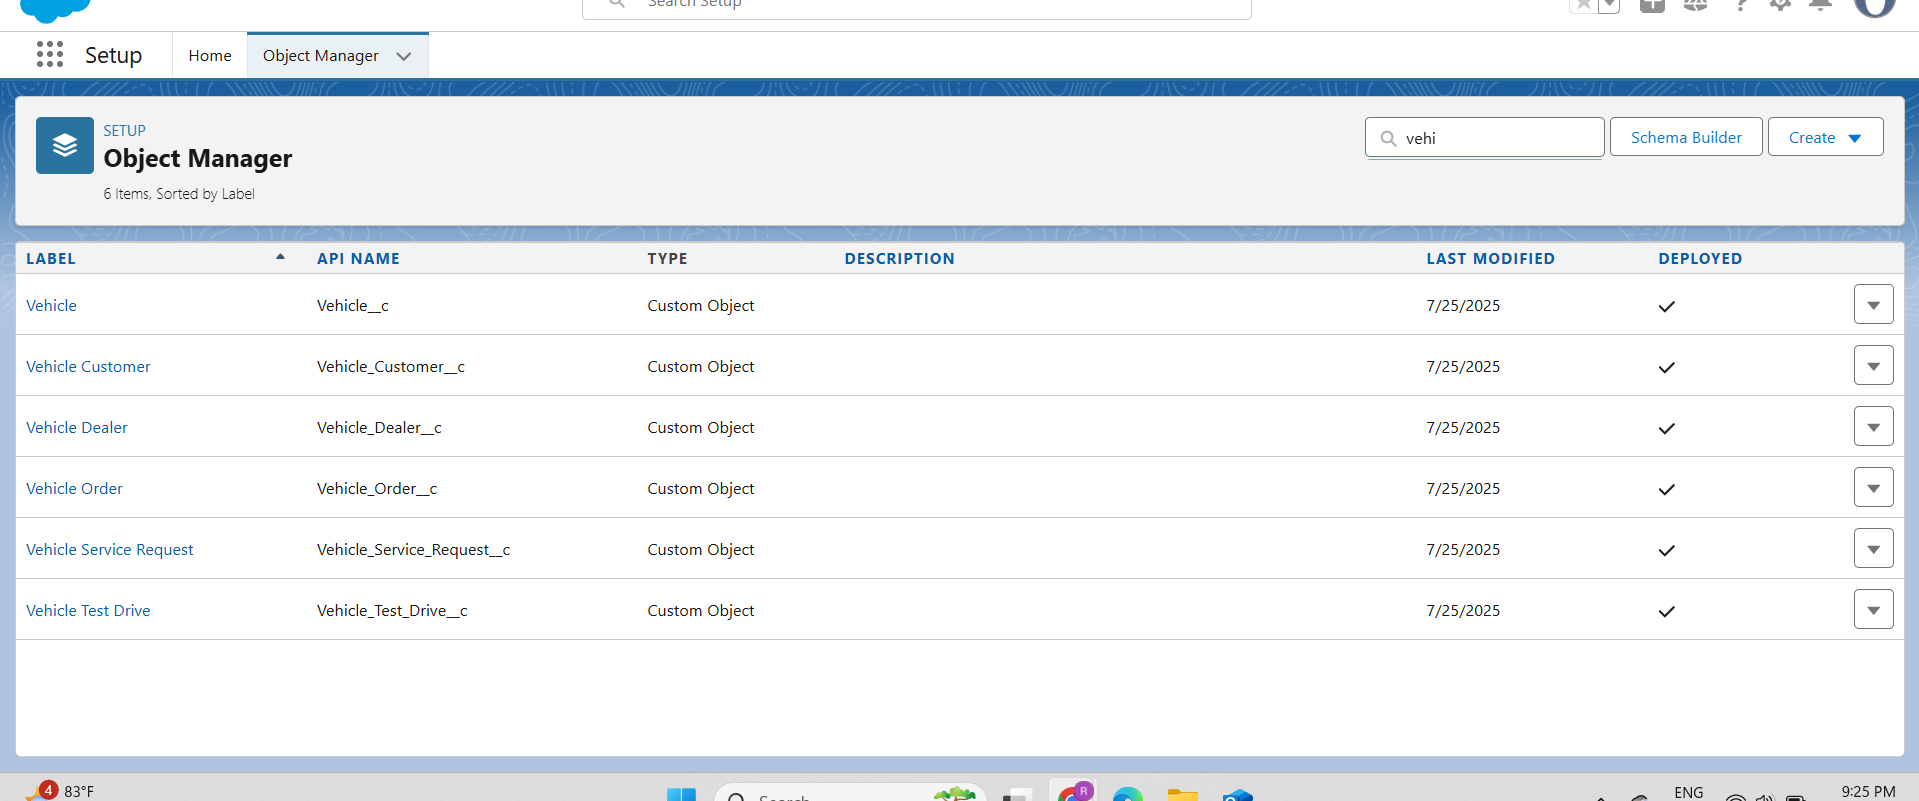 Search Setup
Setup
Home
Object Manager
SETUP
Object Manager
6 Items, Sorted by Label
vehi
Schema Builder
Create
LABEL API NAME TYPE DESCRIPTION LAST MODIFIED DEPLOYED
Vehicle Vehicle__c Custom Object 7/25/2025
Vehicle Customer Vehicle_Customer__c Custom Object 7/25/2025
Vehicle Dealer Vehicle_Dealer__c Custom Object 7/25/2025
Vehicle Order Vehicle_Order__c Custom Object 7/25/2025
Vehicle Service Request Vehicle_Service_Request__c Custom Object 7/25/2025
Vehicle Test Drive Vehicle_Test_Drive__c Custom Object 7/25/2025
4
83°F
Search
R
ENG
9:25 PM